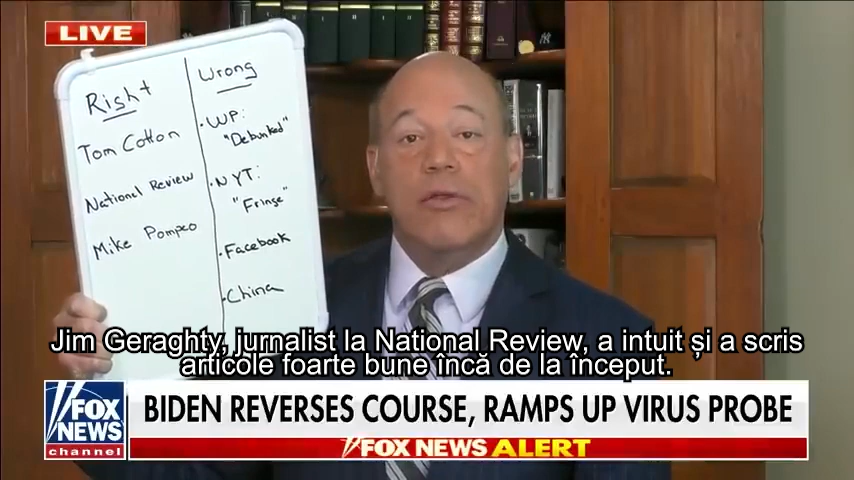 LIVE
Right
Tom Cotton
National Review
Mike Pompeo
Wrong
• WP:
"Debunked"
• NYT:
"Fringe"
• Facebook
• China
Jim Geraghty, jurnalist la National Review, a intuit și a scris
articole foarte bune încă de la început.
FOX
NEWS
channel
BIDEN REVERSES COURSE, RAMPS UP VIRUS PROBE
FOX NEWS ALERT